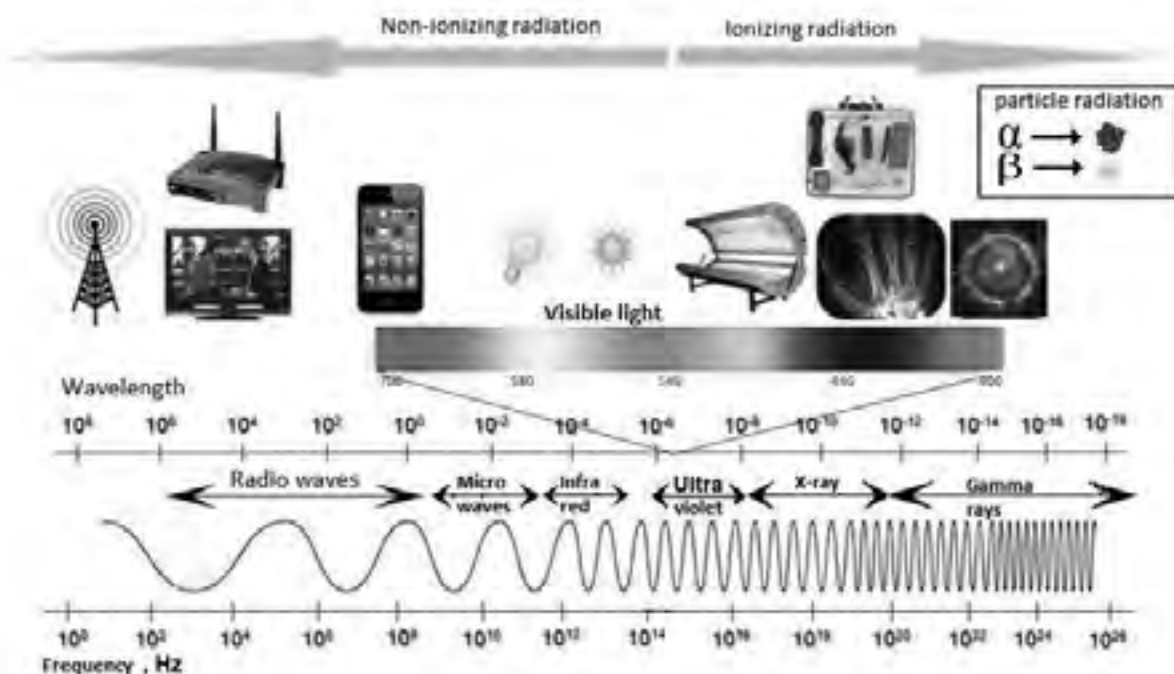 Non-ionizing radiation
Ionizing radiation
particle radiation
α
β
Visible light
700 580 540
Wavelength
10⁸ 10⁶ 10⁴ 10² 10⁰ 10⁻² 10⁻⁴ 10⁻⁶ 10⁻⁸ 10⁻¹⁰ 10⁻¹² 10⁻¹⁴ 10⁻¹⁶ 10⁻¹⁸
Radio waves
Micro
waves
Infra
red
Ultra
violet
X-ray
Gamma
rays
10⁰ 10² 10⁴ 10⁶ 10⁸ 10¹⁰ 10¹² 10¹⁴ 10¹⁶ 10¹⁸ 10²⁰ 10²² 10²⁴ 10²⁶
Frequency , Hz